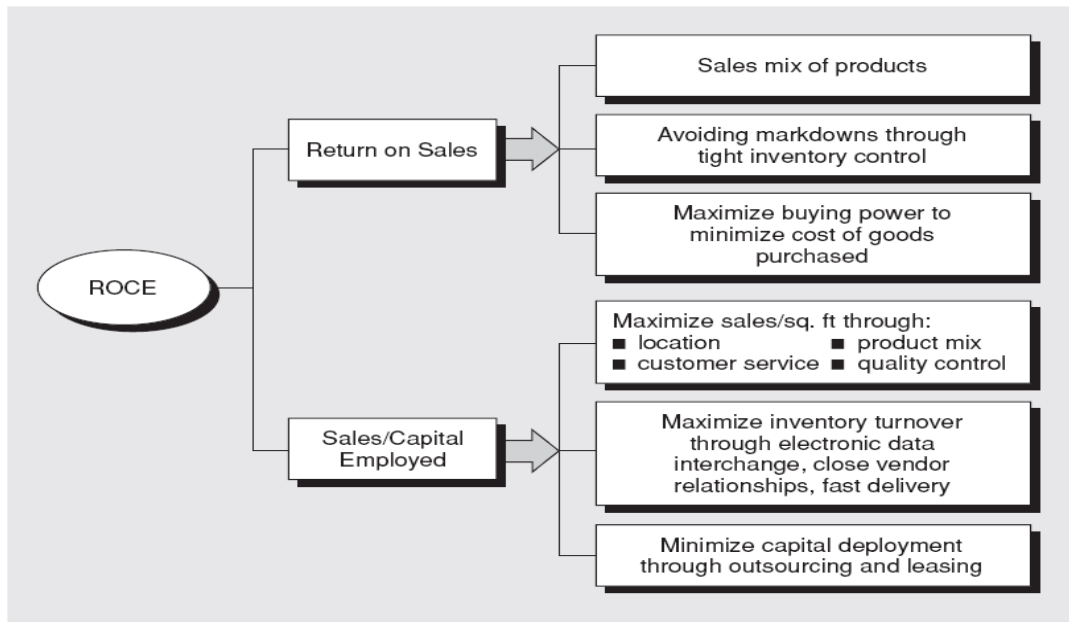 ROCE
Return on Sales
Sales mix of products
Avoiding markdowns through
tight inventory control
Maximize buying power to
minimize cost of goods
purchased
Sales/Capital
Employed
Maximize sales/sq. ft through:
■ location ■ product mix
■ customer service ■ quality control
Maximize inventory turnover
through electronic data
interchange, close vendor
relationships, fast delivery
Minimize capital deployment
through outsourcing and leasing